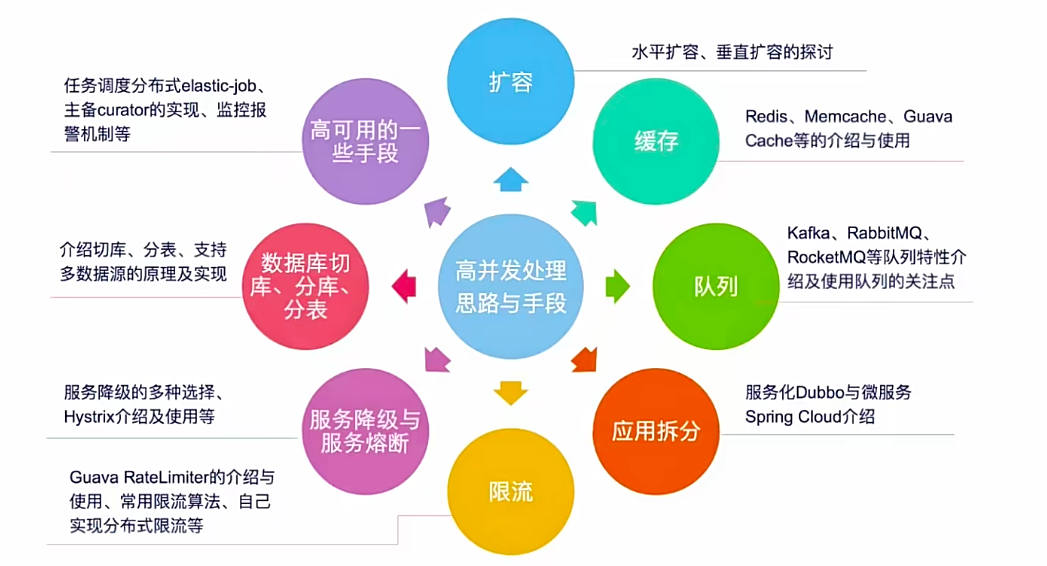 扩容
水平扩容、垂直扩容的探讨
缓存
Redis、Memcache、Guava
Cache等的介绍与使用
队列
Kafka、RabbitMQ、
RocketMQ等队列特性介
绍及使用队列的关注点
应用拆分
服务化Dubbo与微服务
Spring Cloud介绍
限流
Guava RateLimiter的介绍与
使用、常用限流算法、自己
实现分布式限流等
服务降级与
服务熔断
服务降级的多种选择、
Hystrix介绍及使用等
数据库切
库、分库、
分表
介绍切库、分表、支持
多数据源的原理及实现
高可用的一
些手段
任务调度分布式elastic-job、
主备curator的实现、监控报
警机制等
高并发处理
思路与手段